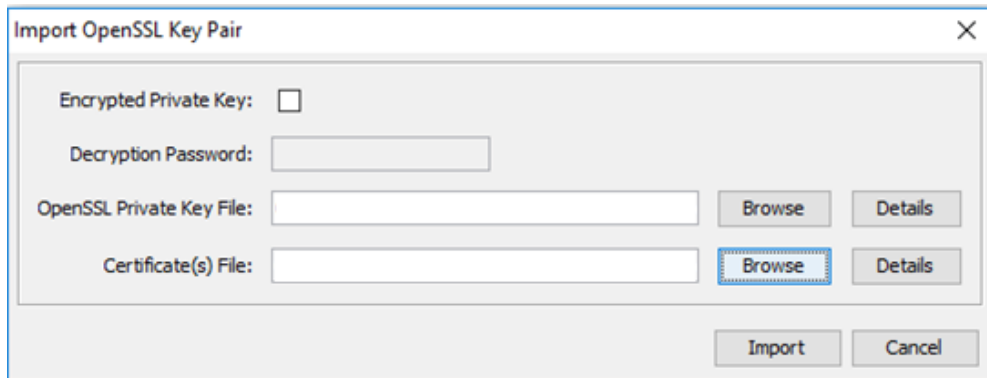 Import OpenSSL Key Pair
Encrypted Private Key:
Decryption Password:
OpenSSL Private Key File: Browse Details
Certificate(s) File: Browse Details
Import Cancel